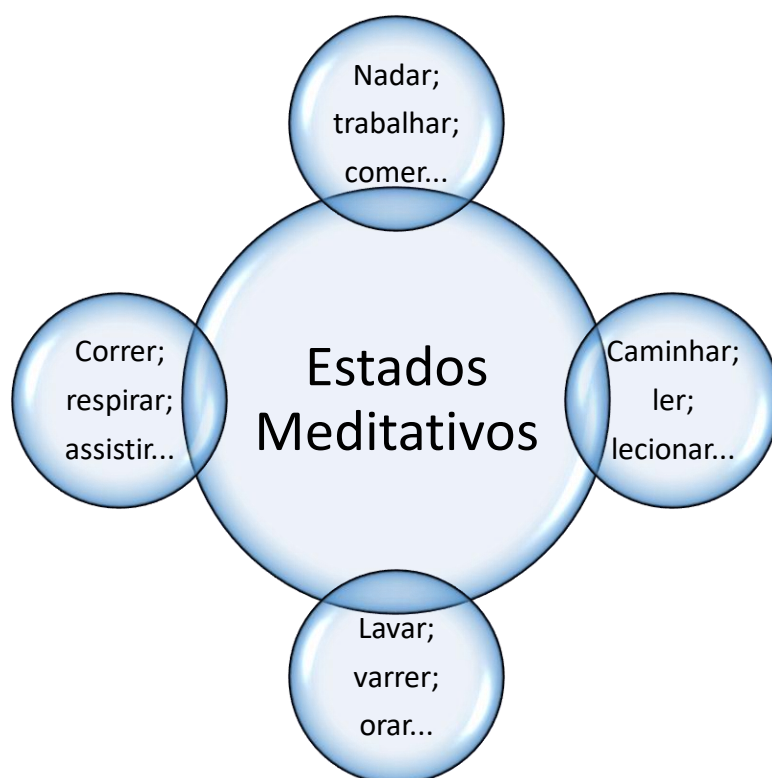 Nadar;
trabalhar;
comer...
Correr;
respirar;
assistir...
Estados
Meditativos
Caminhar;
ler;
lecionar...
Lavar;
varrer;
orar...